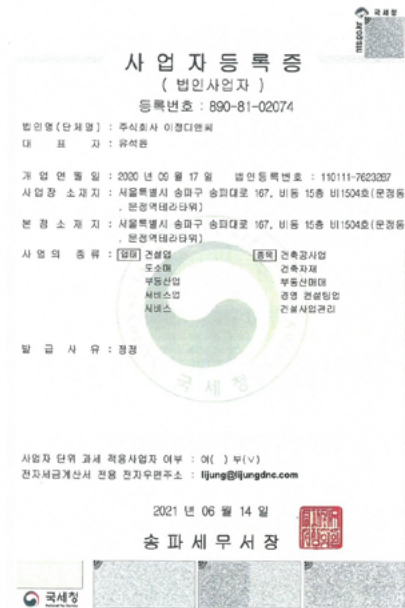 국세청
사업자등록증
( 법인사업자 )
등록번호 : 890-81-02074
법인명(단체명) : 주식회사 이정디앤씨
대 표 자 : 유석원
개 업 연 월 일 : 2020 년 09 월 17 일 법인등록번호 : 110111-7623287
사업장 소재지 : 서울특별시 송파구 송파대로 167, 비동 15층 비1504호(문정동
, 문정역테라타워)
본 점 소 재 지 : 서울특별시 송파구 송파대로 167, 비동 15층 비1504호(문정동
, 문정역테라타워)
사 업 의 종 류 : 업태 건설업 종목 건축공사업
도소매 건축자재
부동산업 부동산매매
서비스업 경영 컨설팅업
서비스 건설사업관리
발 급 사 유 : 정정
국세청
사업자 단위 과세 적용사업자 여부 : 여( ) 부(∨)
전자세금계산서 전용 전자우편주소 : lijung@lijungdnc.com
2021 년 06 월 14 일
송파세무서장
국세청